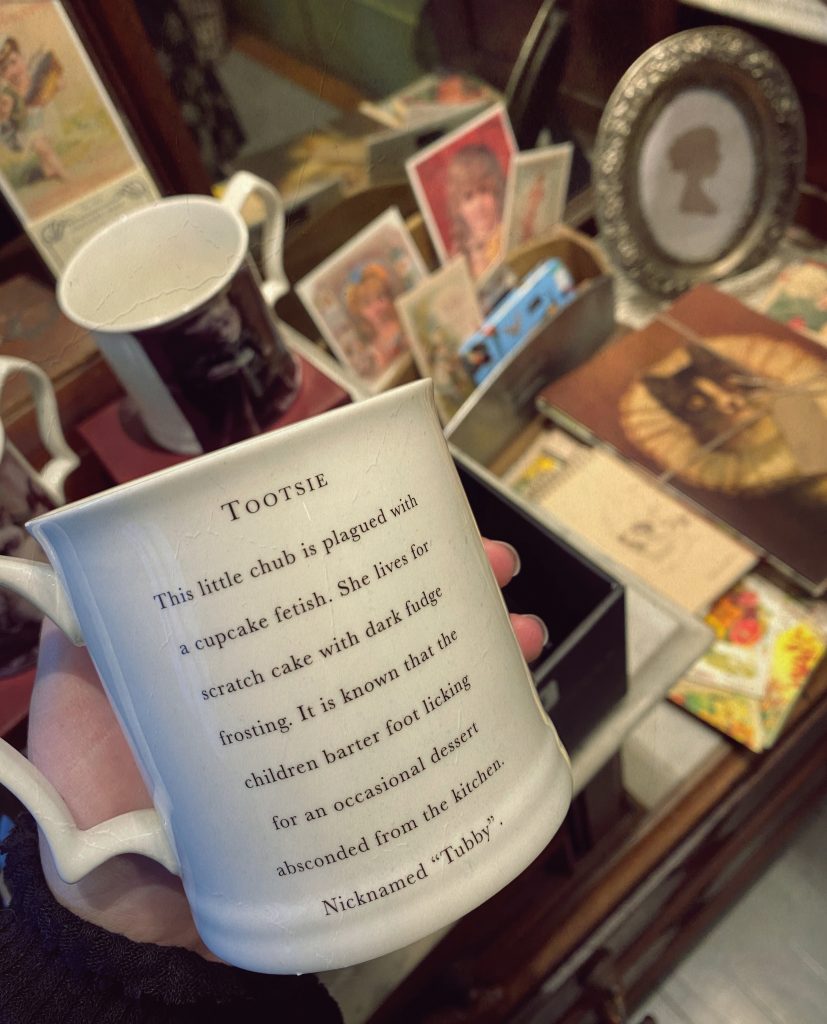 TOOTSIE
This little chub is plagued with
a cupcake fetish. She lives for
scratch cake with dark fudge
frosting. It is known that the
children barter foot licking
for an occasional dessert
absconded from the kitchen.
Nicknamed “Tubby”.